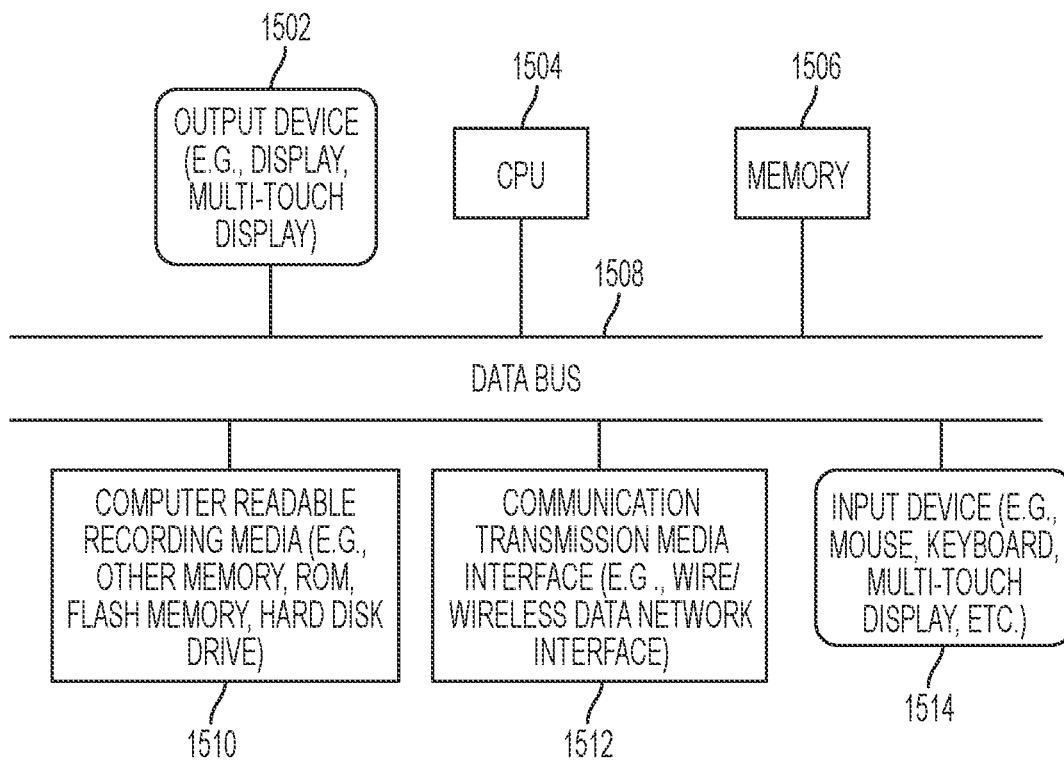 1502
1504
1506
OUTPUT DEVICE
(E.G., DISPLAY,
MULTI-TOUCH
DISPLAY)
CPU
MEMORY
1508
DATA BUS
COMPUTER READABLE
RECORDING MEDIA (E.G.,
OTHER MEMORY, ROM,
FLASH MEMORY, HARD DISK
DRIVE)
COMMUNICATION
TRANSMISSION MEDIA
INTERFACE (E.G., WIRE/
WIRELESS DATA NETWORK
INTERFACE)
INPUT DEVICE (E.G.,
MOUSE, KEYBOARD,
MULTI-TOUCH
DISPLAY, ETC.)
1510
1512
1514